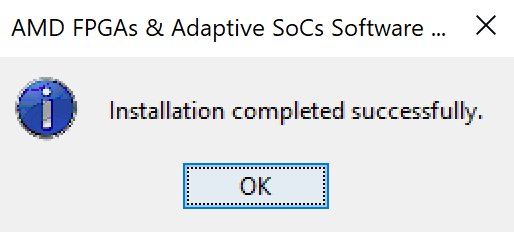 AMD FPGAs & Adaptive SoCs Software ...
Installation completed successfully.
OK